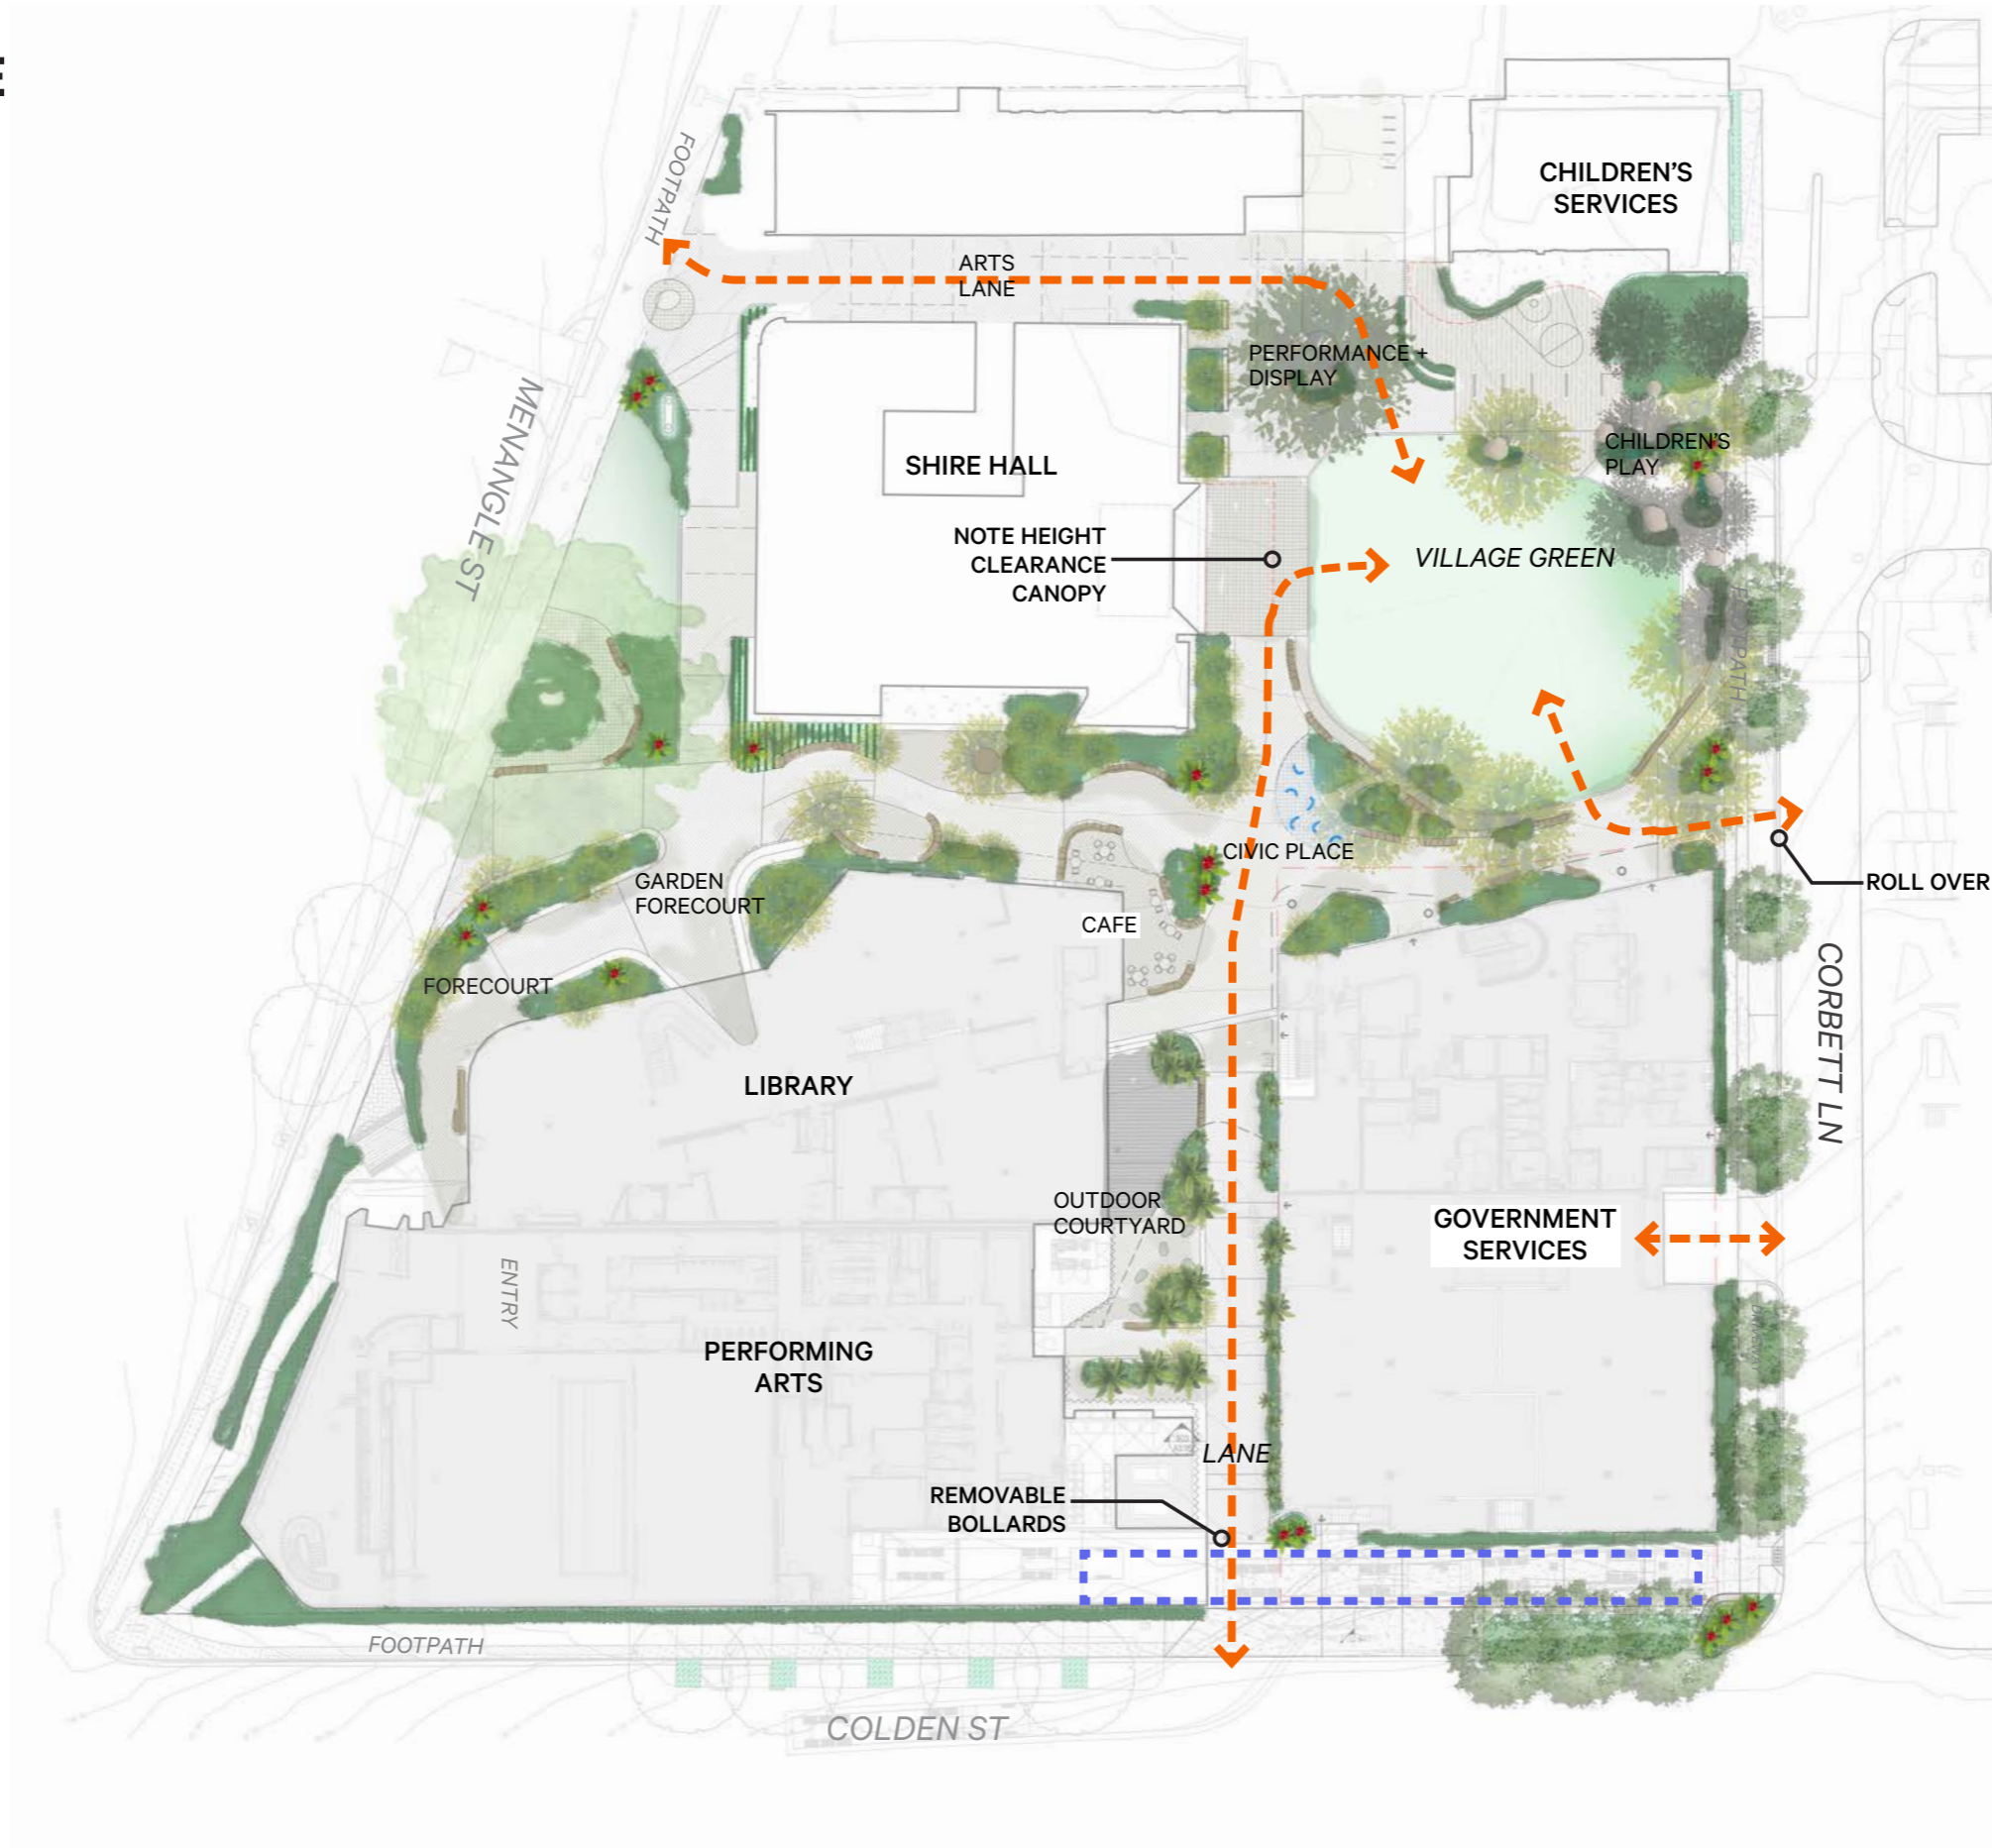 CHILDREN'S
SERVICES
FOOTPATH
ARTS
LANE
PERFORMANCE +
DISPLAY
MENANGLE ST
SHIRE HALL
CHILDREN'S
PLAY
NOTE HEIGHT
CLEARANCE
CANOPY
VILLAGE GREEN
CIVIC PLACE
ROLL OVER
GARDEN
FORECOURT
CAFE
FORECOURT
CORBETT LN
LIBRARY
OUTDOOR
COURTYARD
GOVERNMENT
SERVICES
ENTRY
PERFORMING
ARTS
LANE
REMOVABLE
BOLLARDS
FOOTPATH
COLDEN ST